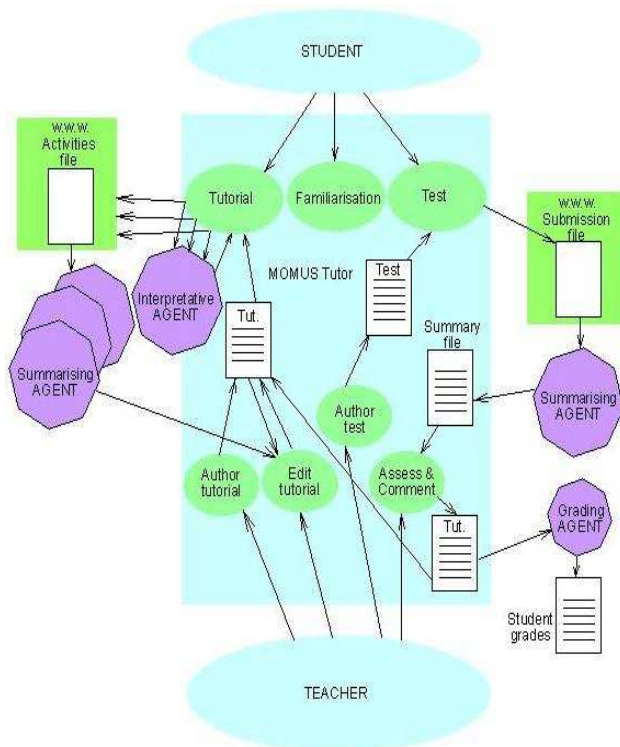 STUDENT
w.w.w.
Activities
file
Tutorial
Familiarisation
Test
w.w.w.
Submission
file
Interpretative
AGENT
MOMUS Tutor
Test
Tut.
Summary
file
Summarising
AGENT
Summarising
AGENT
Author
test
Author
tutorial
Edit
tutorial
Assess &
Comment
Grading
AGENT
Tut.
Student
grades
TEACHER